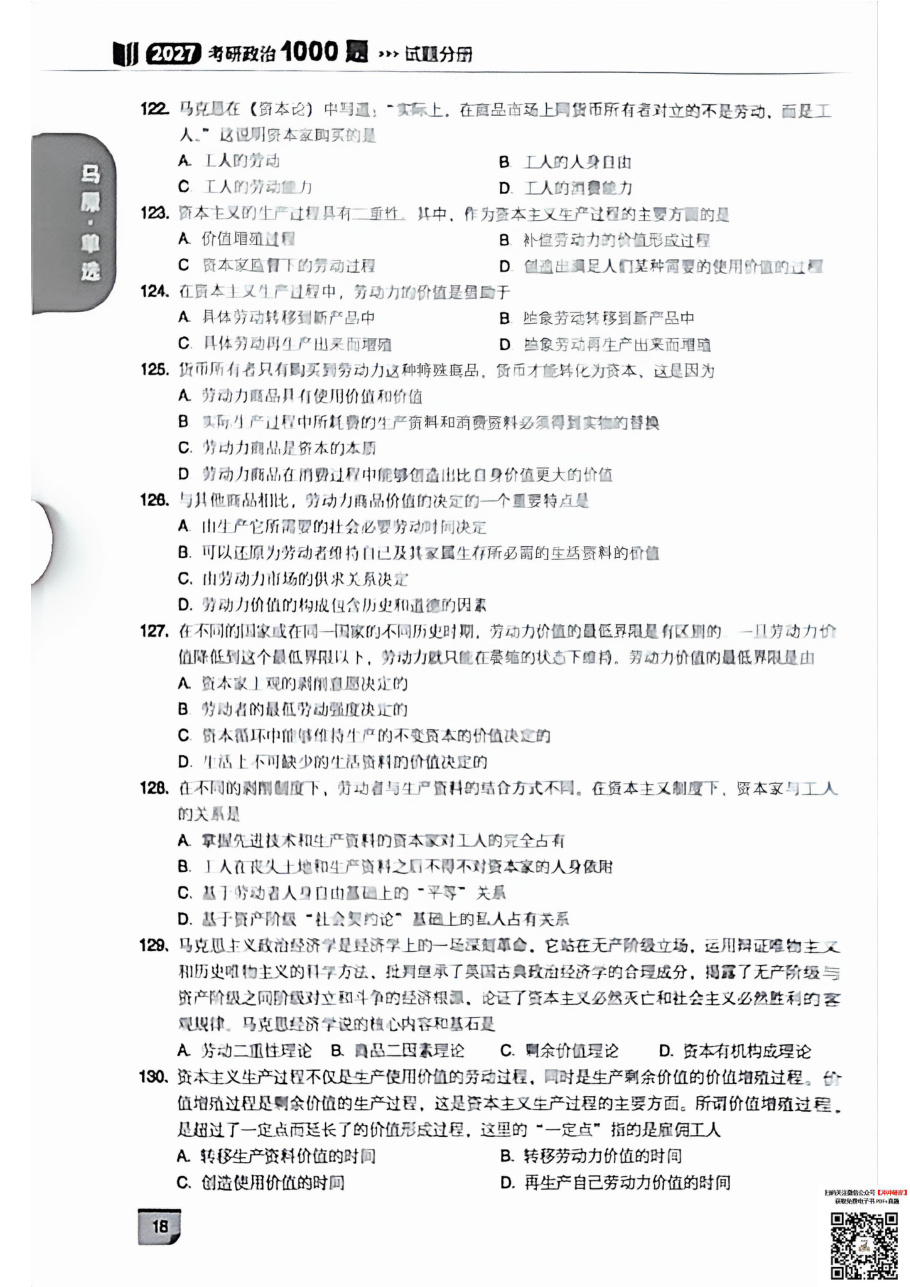 2027 考研政治1000题 >>> 试题分册
马原·单选
122. 马克思在《资本论》中写道：“实际上，在商品市场上同货币所有者对立的不是劳动，而是工
人。”这说明资本家购买的是
A. 工人的劳动 B. 工人的人身自由
C. 工人的劳动能力 D. 工人的消费能力
123. 资本主义的生产过程具有二重性。其中，作为资本主义生产过程的主要方面的是
A. 价值增殖过程 B. 补偿劳动力的价值形成过程
C. 资本家监督下的劳动过程 D. 创造出满足人们某种需要的使用价值的过程
124. 在资本主义生产过程中，劳动力的价值是借助于
A. 具体劳动转移到新产品中 B. 抽象劳动转移到新产品中
C. 具体劳动再生产出来而增殖 D. 抽象劳动再生产出来而增殖
125. 货币所有者只有购买到劳动力这种特殊商品，货币才能转化为资本，这是因为
A. 劳动力商品具有使用价值和价值
B. 实际生产过程中所耗费的生产资料和消费资料必须得到实物的替换
C. 劳动力商品是资本的本质
D. 劳动力商品在消费过程中能够创造出比自身价值更大的价值
126. 与其他商品相比，劳动力商品价值的决定的一个重要特点是
A. 由生产它所需要的社会必要劳动时间决定
B. 可以还原为劳动者维持自己及其家属生存所必需的生活资料的价值
C. 由劳动力市场的供求关系决定
D. 劳动力价值的构成包含历史和道德的因素
127. 在不同的国家或在同一国家的不同历史时期，劳动力价值的最低界限是有区别的。一旦劳动力价
值降低到这个最低界限以下，劳动力就只能在萎缩的状态下维持。劳动力价值的最低界限是由
A. 资本家主观的剥削意愿决定的
B. 劳动者的最低劳动强度决定的
C. 资本循环中能够维持生产的不变资本的价值决定的
D. 生活上不可缺少的生活资料的价值决定的
128. 在不同的剥削制度下，劳动者与生产资料的结合方式不同。在资本主义制度下，资本家与工人
的关系是
A. 掌握先进技术和生产资料的资本家对工人的完全占有
B. 工人在丧失土地和生产资料之后不得不对资本家的人身依附
C. 基于劳动者人身自由基础上的“平等”关系
D. 基于资产阶级“社会契约论”基础上的私人占有关系
129. 马克思主义政治经济学是经济学上的一场深刻革命，它站在无产阶级立场，运用辩证唯物主义
和历史唯物主义的科学方法，批判继承了英国古典政治经济学的合理成分，揭露了无产阶级与
资产阶级之间阶级对立和斗争的经济根源，论证了资本主义必然灭亡和社会主义必然胜利的客
观规律。马克思经济学说的核心内容和基石是
A. 劳动二重性理论 B. 商品二因素理论 C. 剩余价值理论 D. 资本有机构成理论
130. 资本主义生产过程不仅是生产使用价值的劳动过程，同时是生产剩余价值的价值增殖过程。价
值增殖过程是剩余价值的生产过程，这是资本主义生产过程的主要方面。所谓价值增殖过程，
是超过了一定点而延长了的价值形成过程，这里的“一定点”指的是雇佣工人
A. 转移生产资料价值的时间 B. 转移劳动力价值的时间
C. 创造使用价值的时间 D. 再生产自己劳动力价值的时间
18
扫码关注微信公众号【冲冲研库】
获取免费电子书PDF+真题